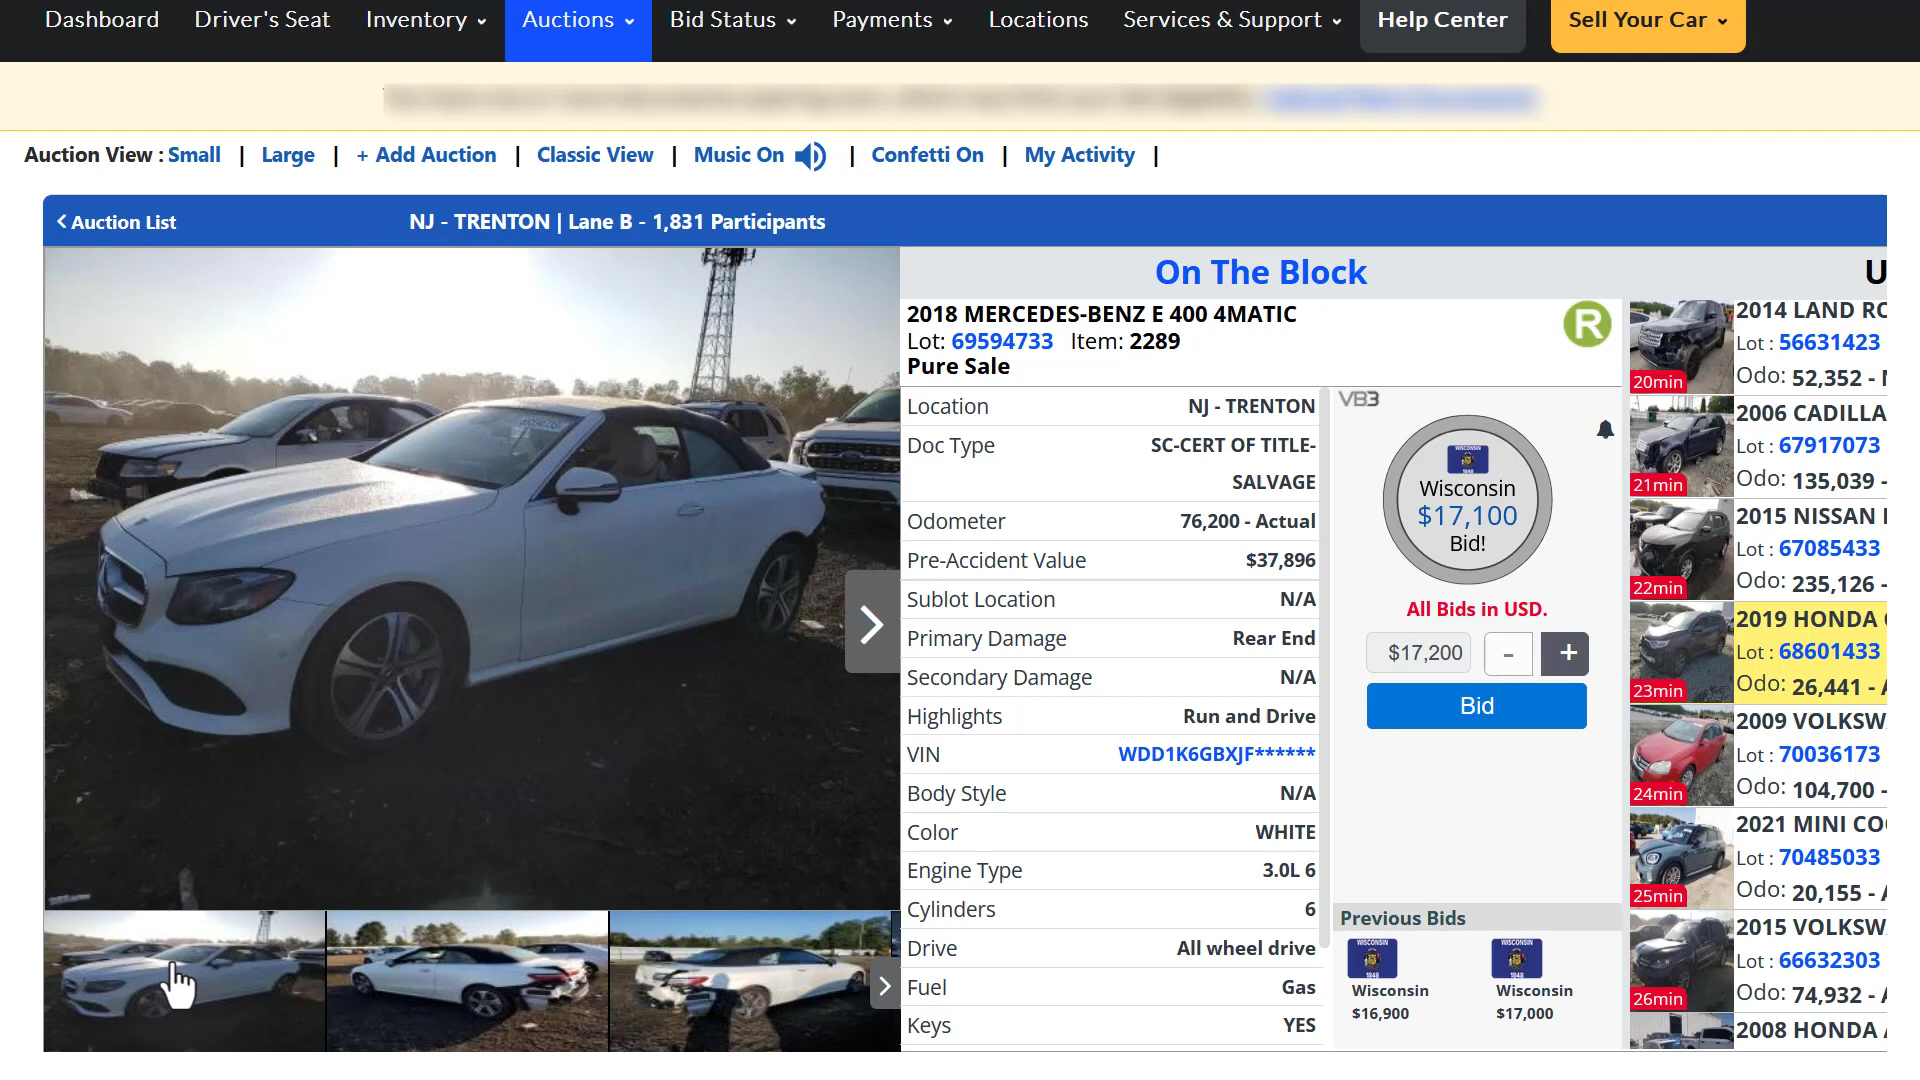 Dashboard Driver's Seat Inventory Auctions Bid Status Payments Locations Services & Support Help Center Sell Your Car
Auction View : Small | Large | + Add Auction | Classic View | Music On | Confetti On | My Activity |
Auction List NJ - TRENTON | Lane B - 1,831 Participants
On The Block
2018 MERCEDES-BENZ E 400 4MATIC
Lot: 69594733 Item: 2289
Pure Sale
R
Location NJ - TRENTON
Doc Type SC-CERT OF TITLE-
SALVAGE
Odometer 76,200 - Actual
Pre-Accident Value $37,896
Sublot Location N/A
Primary Damage Rear End
Secondary Damage N/A
Highlights Run and Drive
VIN WDD1K6GBXJF******
Body Style N/A
Color WHITE
Engine Type 3.0L 6
Cylinders 6
Drive All wheel drive
Fuel Gas
Keys YES
VB3
WISCONSIN
1848
Wisconsin
$17,100
Bid!
All Bids in USD.
$17,200 - +
Bid
Previous Bids
WISCONSIN WISCONSIN
1848 1848
Wisconsin Wisconsin
$16,900 $17,000
U
2014 LAND RO
Lot : 56631423
Odo: 52,352 -
20min
2006 CADILLA
Lot : 67917073
Odo: 135,039 -
21min
2015 NISSAN
Lot : 67085433
Odo: 235,126 -
22min
2019 HONDA
Lot : 68601433
Odo: 26,441 - A
23min
2009 VOLKSW
Lot : 70036173
Odo: 104,700 -
24min
2021 MINI COO
Lot : 70485033
Odo: 20,155 - A
25min
2015 VOLKSW
Lot : 66632303
Odo: 74,932 - A
26min
2008 HONDA A